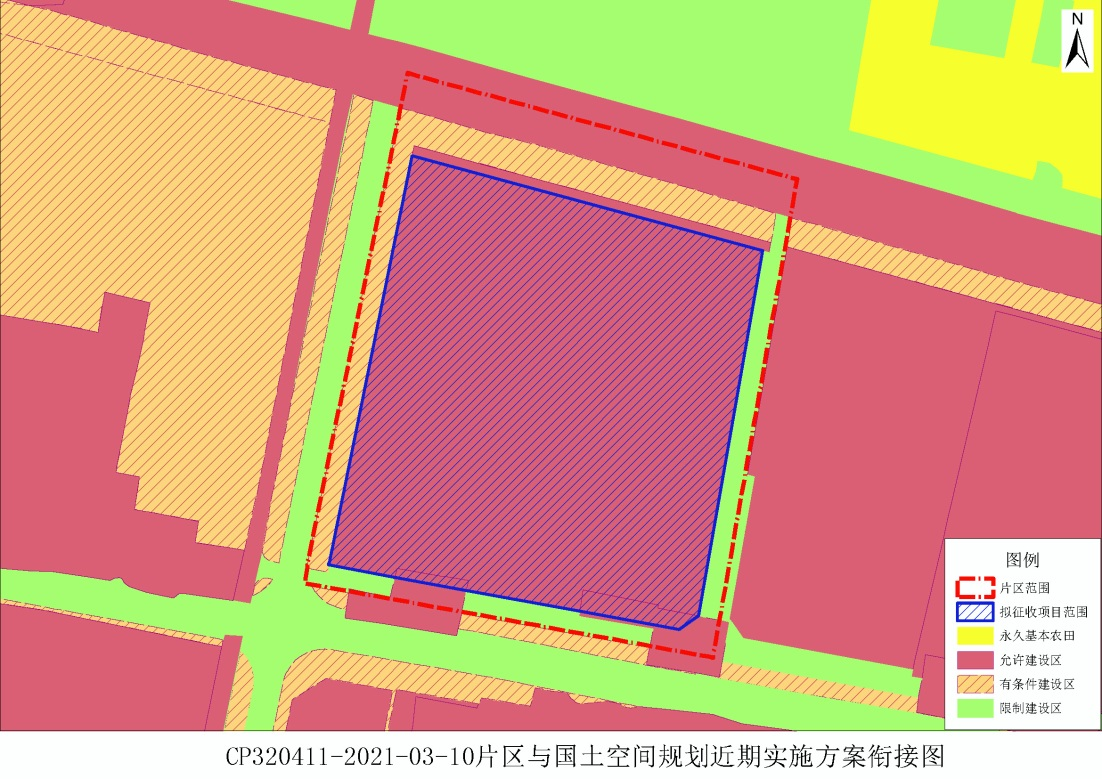 N
图例
片区范围
拟征收项目范围
永久基本农田
允许建设区
有条件建设区
限制建设区
CP320411-2021-03-10片区与国土空间规划近期实施方案衔接图